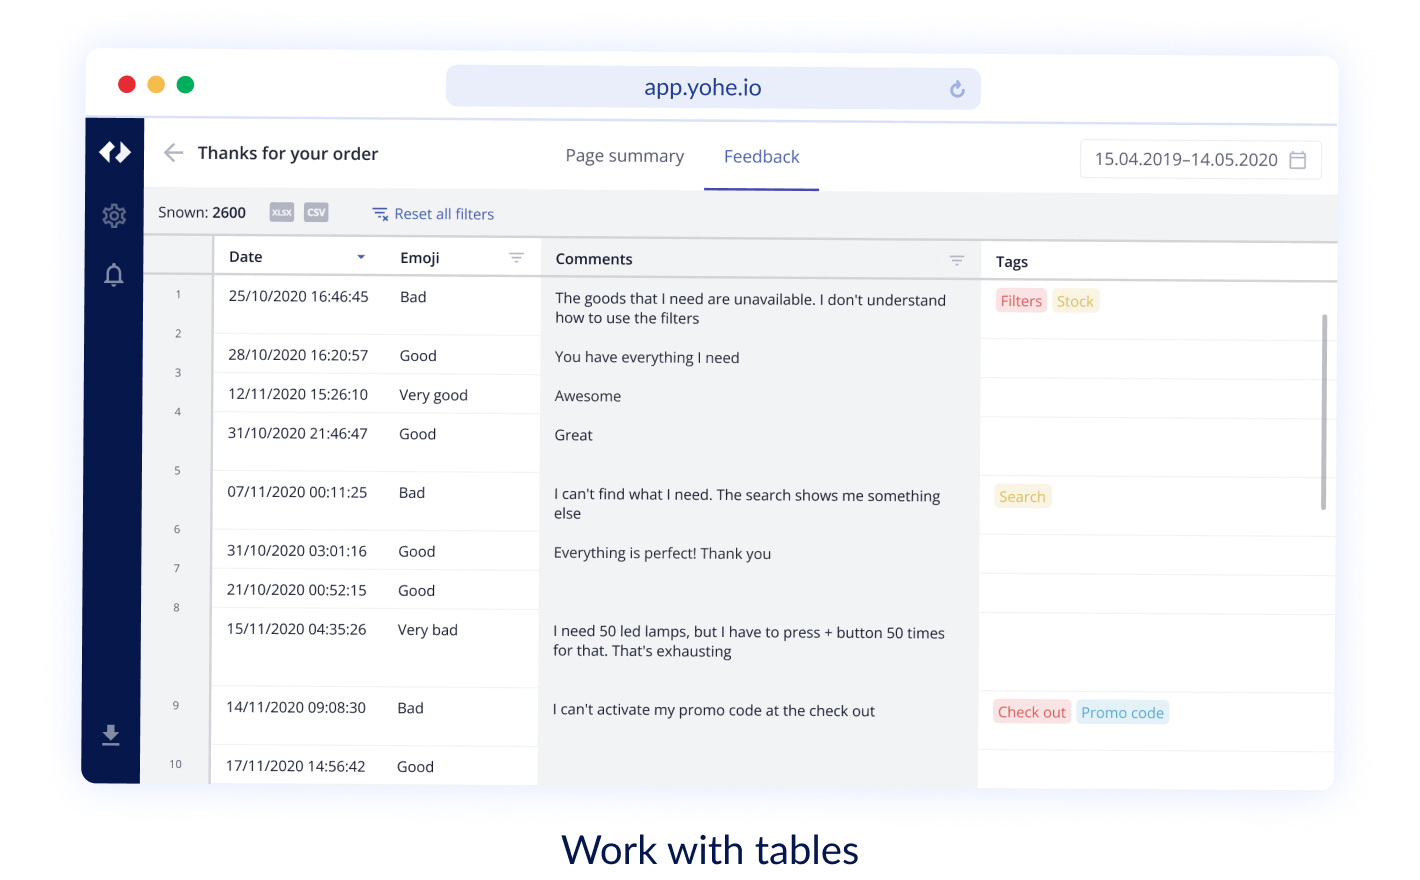 app.yohe.io
Thanks for your order
Page summary
Feedback
15.04.2019–14.05.2020
Snown: 2600
XLSX
CSV
Reset all filters
Date
Emoji
Comments
Tags
1
25/10/2020 16:46:45
Bad
The goods that I need are unavailable. I don't understand
how to use the filters
Filters
Stock
2
28/10/2020 16:20:57
Good
You have everything I need
3
12/11/2020 15:26:10
Very good
Awesome
4
31/10/2020 21:46:47
Good
Great
5
07/11/2020 00:11:25
Bad
I can't find what I need. The search shows me something
else
Search
6
31/10/2020 03:01:16
Good
Everything is perfect! Thank you
7
21/10/2020 00:52:15
Good
8
15/11/2020 04:35:26
Very bad
I need 50 led lamps, but I have to press + button 50 times
for that. That's exhausting
9
14/11/2020 09:08:30
Bad
I can't activate my promo code at the check out
Check out
Promo code
10
17/11/2020 14:56:42
Good
Work with tables